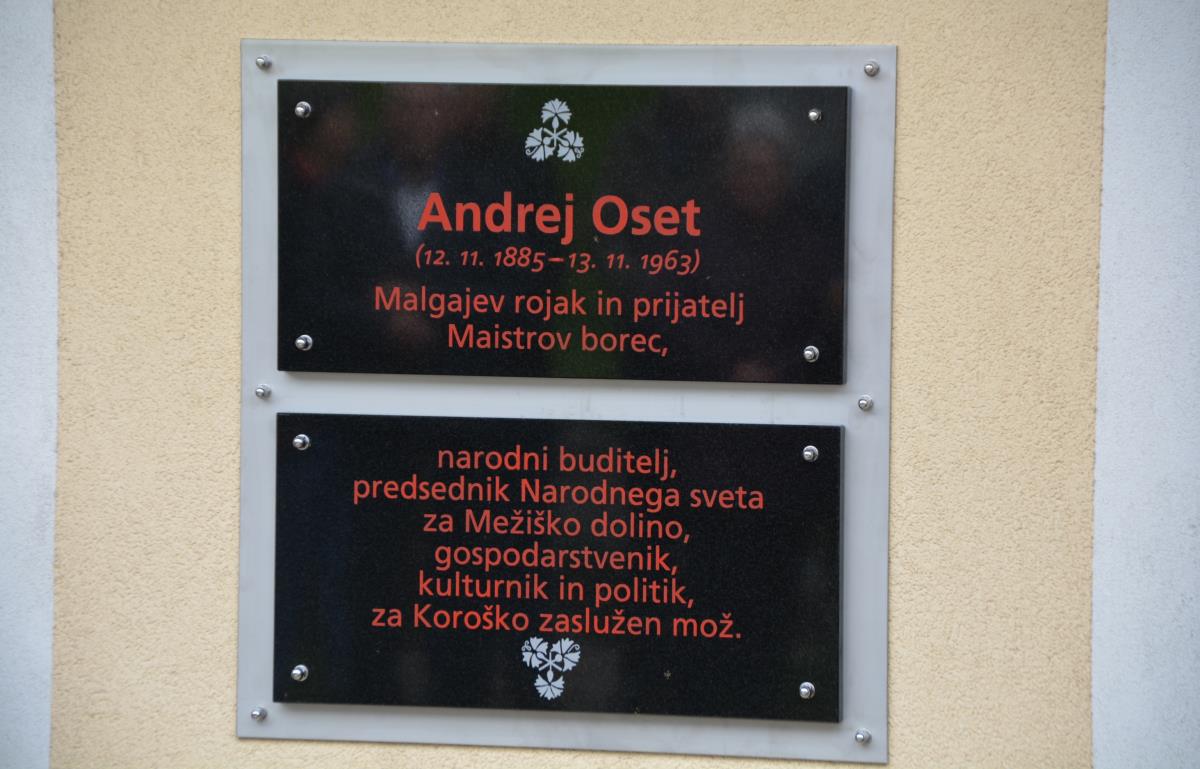 Andrej Oset
(12. 11. 1885–13. 11. 1963)
Malgajev rojak in prijatelj
Maistrov borec,
narodni buditelj,
predsednik Narodnega sveta
za Mežiško dolino,
gospodarstvenik,
kulturnik in politik,
za Koroško zaslužen mož.